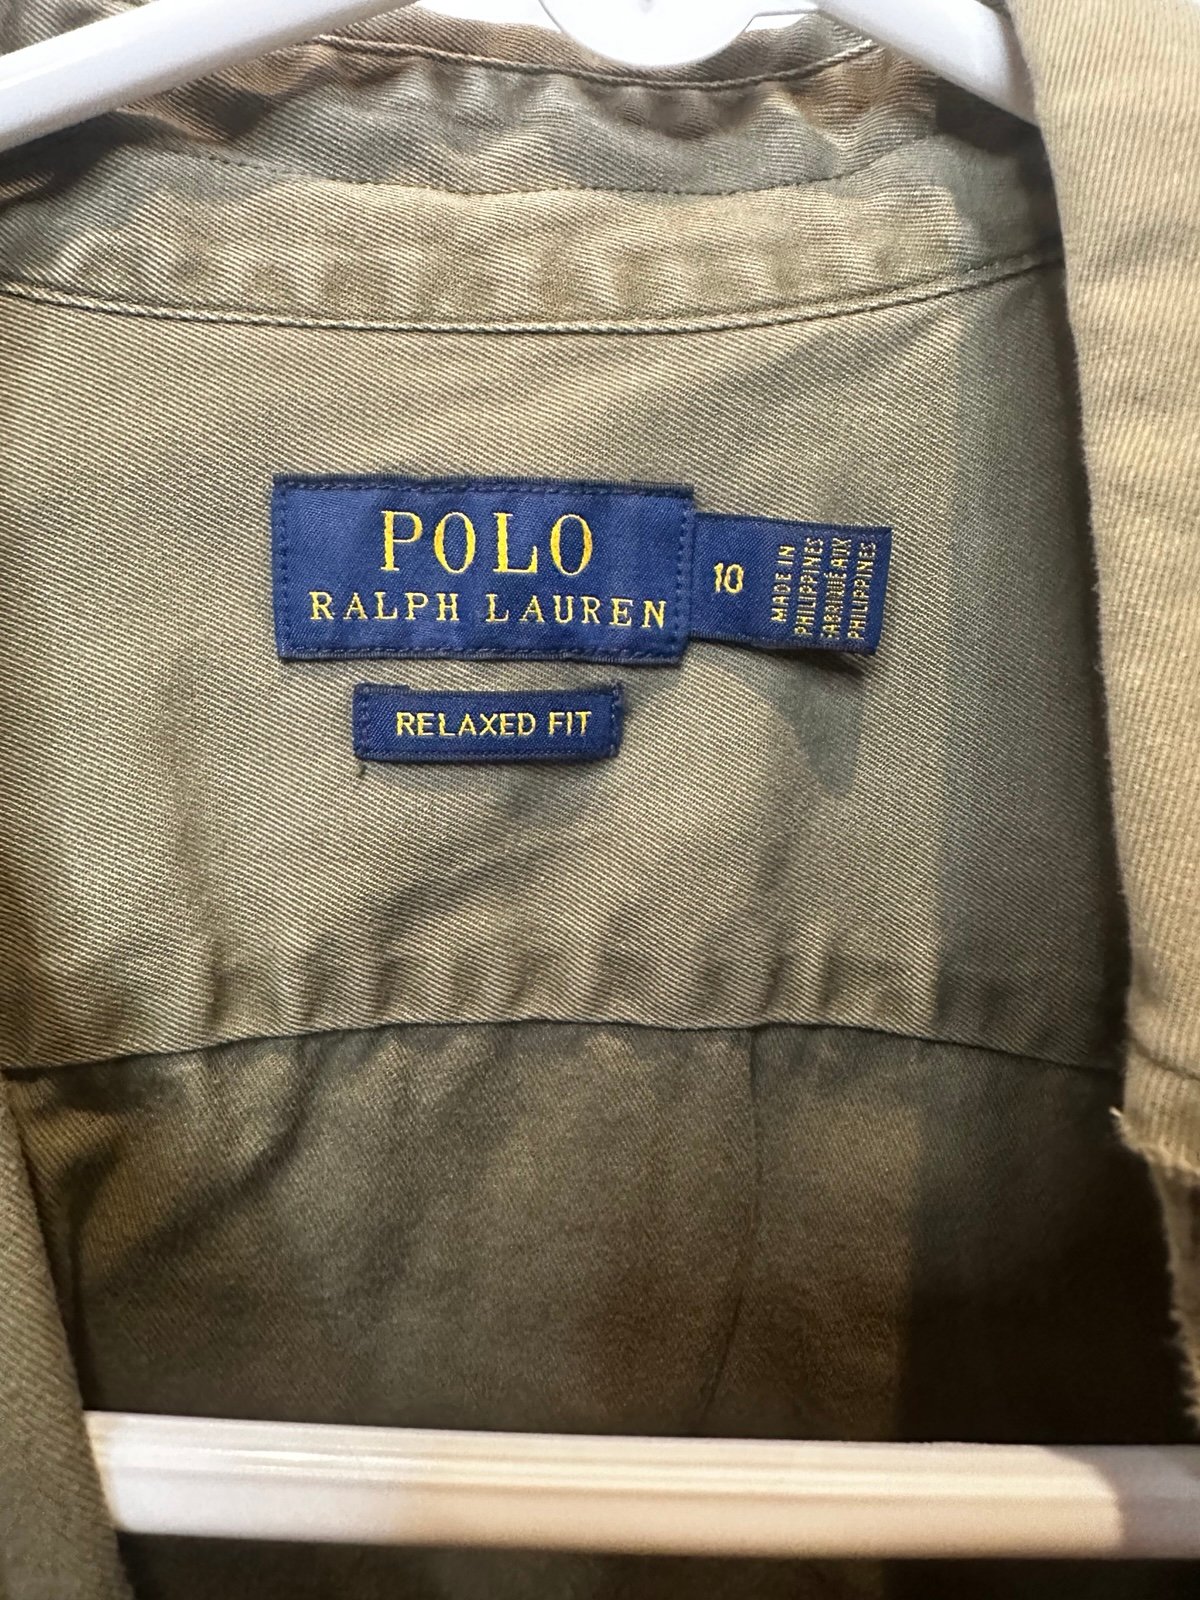 POLO
RALPH LAUREN
10
MADE IN
PHILIPPINES
FABRIQUÉ AUX
PHILIPPINES
RELAXED FIT